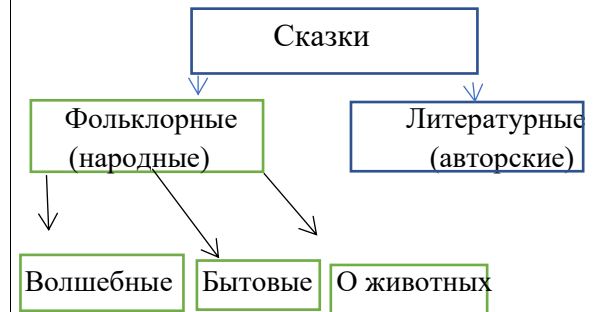 Сказки
Фольклорные
(народные)
Литературные
(авторские)
Волшебные
Бытовые
О животных